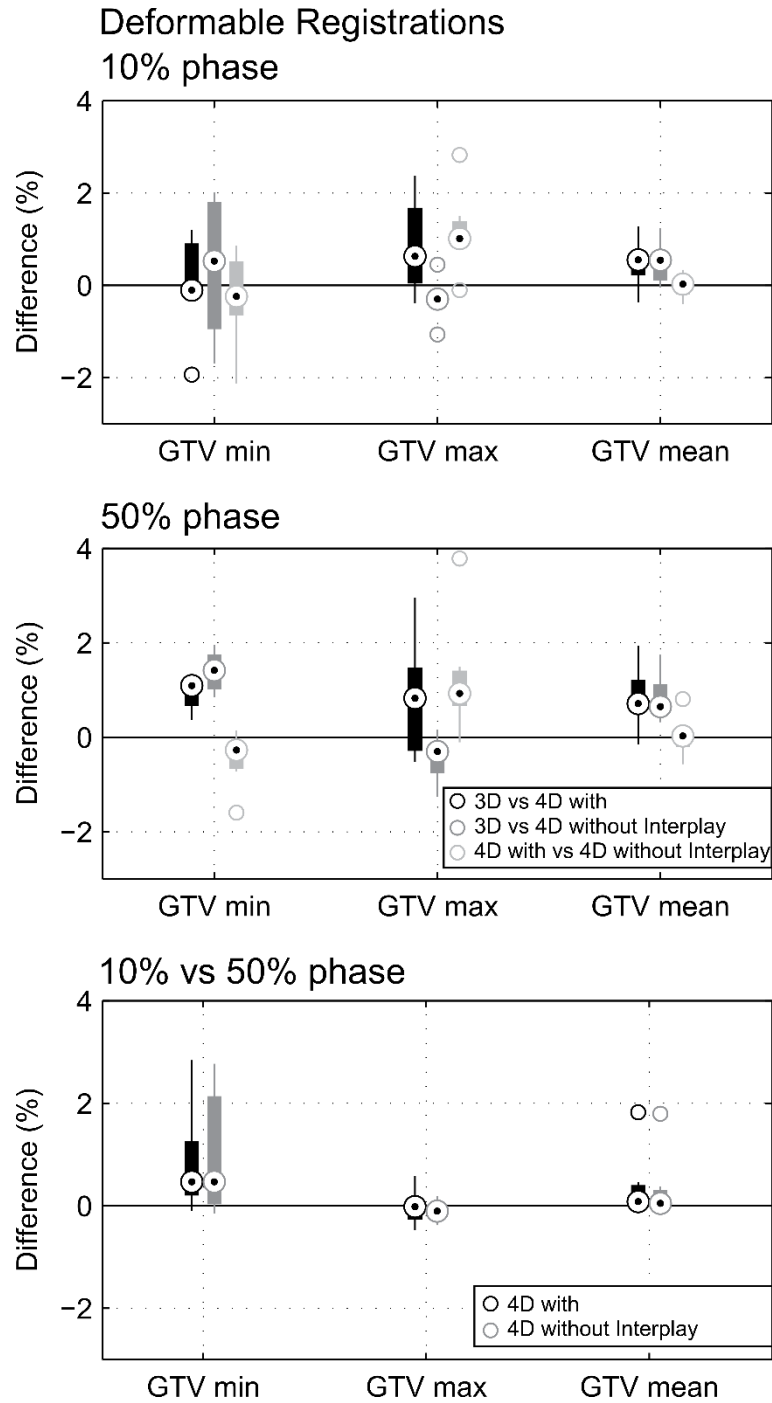 Deformable Registrations
10% phase
Difference (%)
4
2
0
−2
GTV min GTV max GTV mean
50% phase
Difference (%)
4
2
0
−2
3D vs 4D with
3D vs 4D without Interplay
4D with vs 4D without Interplay
GTV min GTV max GTV mean
10% vs 50% phase
Difference (%)
4
2
0
−2
4D with
4D without Interplay
GTV min GTV max GTV mean